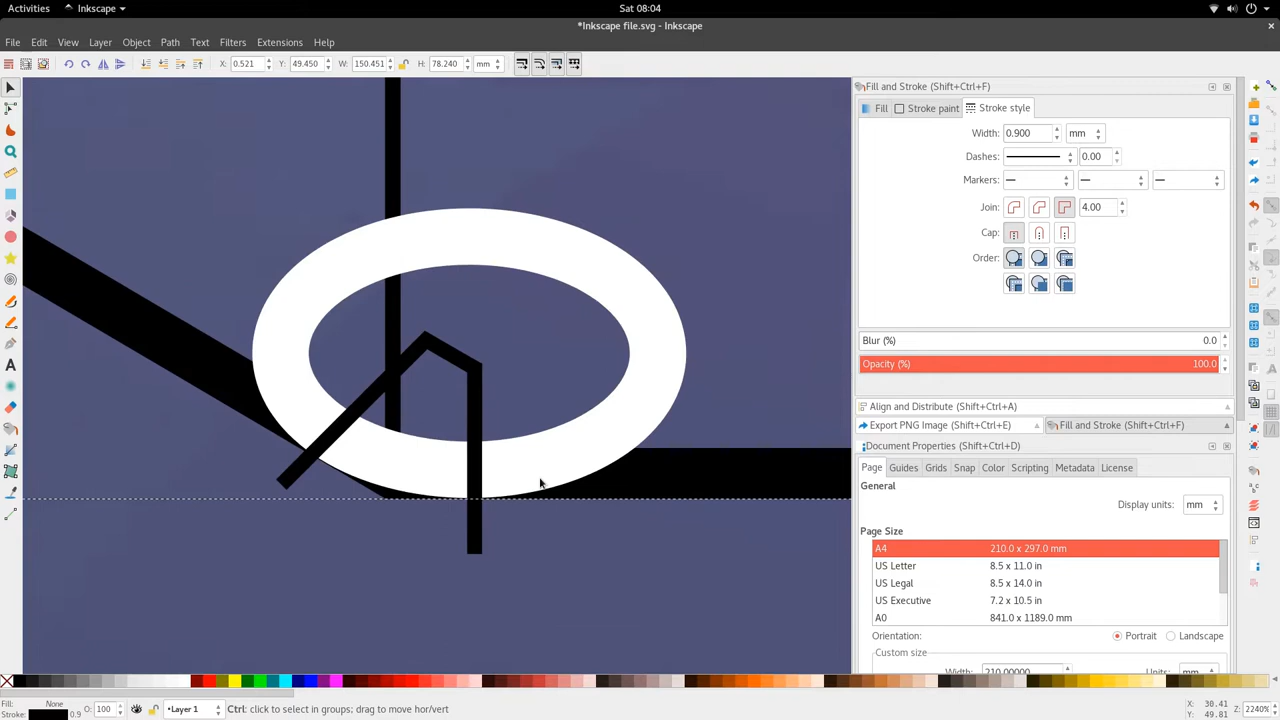 Activities Inkscape Sat 08:04
*Inkscape file.svg - Inkscape
File Edit View Layer Object Path Text Filters Extensions Help
X: 0.521 Y: 49.450 W: 150.451 H: 78.240 mm
Fill and Stroke (Shift+Ctrl+F)
Fill Stroke paint Stroke style
Width: 0.900 mm
Dashes: 0.00
Markers:
Join: 4.00
Cap:
Order:
Blur (%) 0.0
Opacity (%) 100.0
Align and Distribute (Shift+Ctrl+A)
Export PNG Image (Shift+Ctrl+E) Fill and Stroke (Shift+Ctrl+F)
Document Properties (Shift+Ctrl+D)
Page Guides Grids Snap Color Scripting Metadata License
General
Display units: mm
Page Size
A4 210.0 x 297.0 mm
US Letter 8.5 x 11.0 in
US Legal 8.5 x 14.0 in
US Executive 7.2 x 10.5 in
A0 841.0 x 1189.0 mm
Orientation: Portrait Landscape
Custom size
Width: 210.00000 Units: mm
Fill: None
Stroke: 0.9
O: 100
•Layer 1
Ctrl: click to select in groups; drag to move hor/vert
X: 30.41
Y: 49.81
Z: 2240%